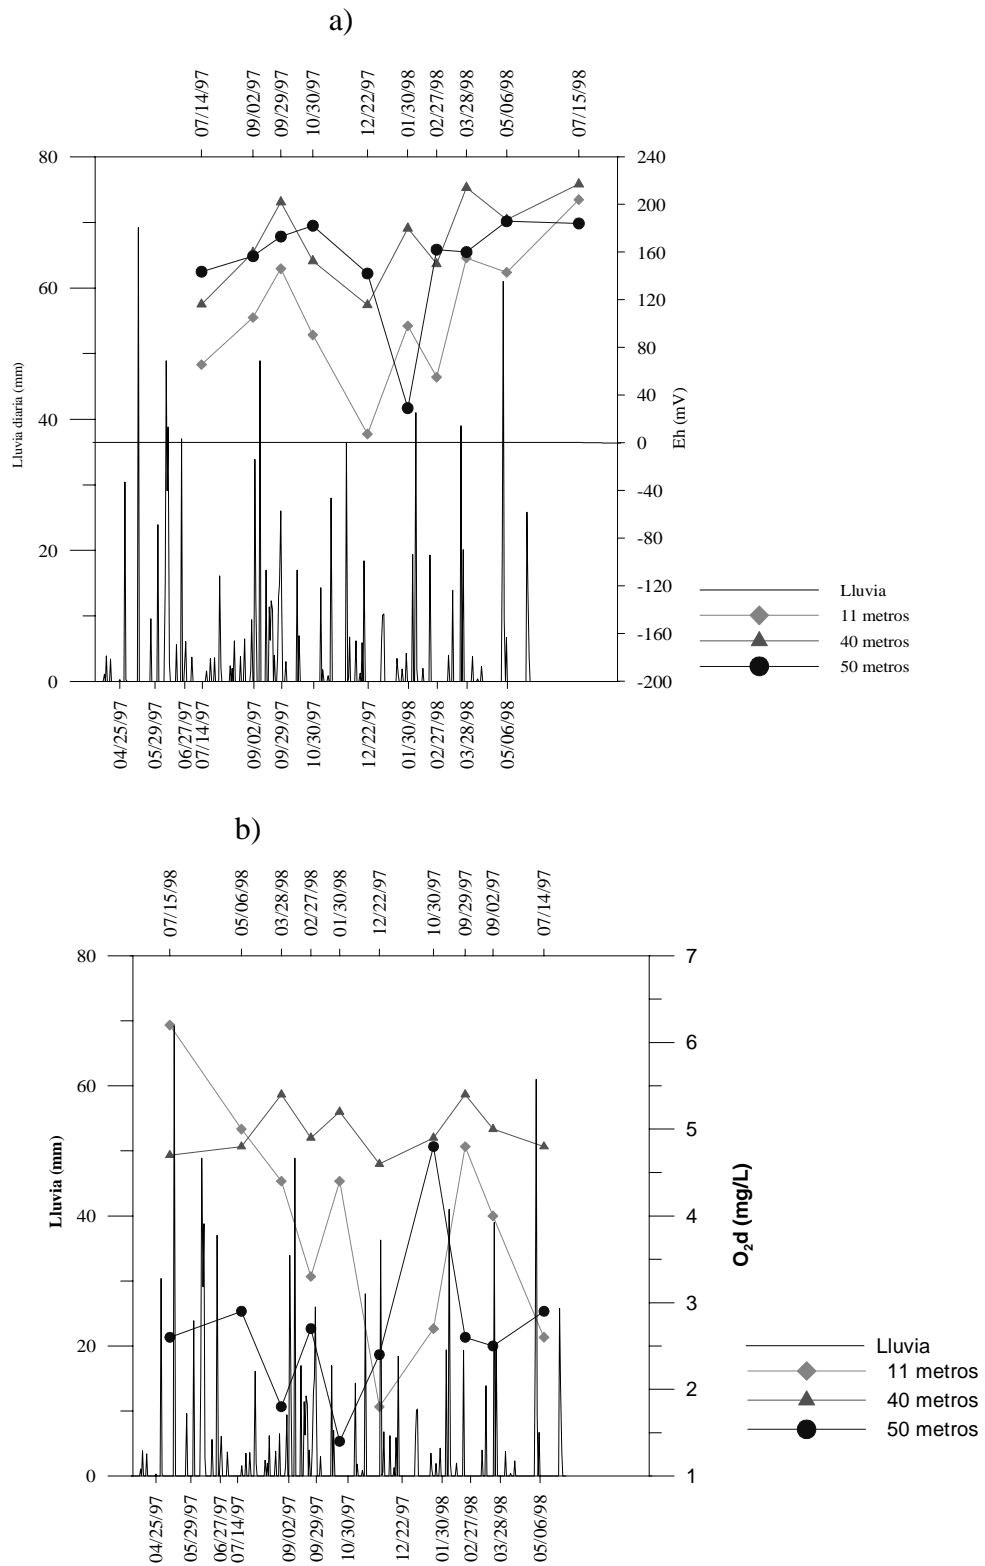 a)
07/14/97 09/02/97 09/29/97 10/30/97 12/22/97 01/30/98 02/27/98 03/28/98 05/06/98 07/15/98
80
60
40
20
0
Lluvia diaria (mm)
240
200
160
120
80
40
0
-40
-80
-120
-160
-200
Eh (mV)
Lluvia
11 metros
40 metros
50 metros
04/25/97 05/29/97 06/27/97 07/14/97 09/02/97 09/29/97 10/30/97 12/22/97 01/30/98 02/27/98 03/28/98 05/06/98
b)
07/15/98 05/06/98 03/28/98 02/27/98 01/30/98 12/22/97 10/30/97 09/29/97 09/02/97 07/14/97
80
60
40
20
0
Lluvia (mm)
7
6
5
4
3
2
1
O₂d (mg/L)
Lluvia
11 metros
40 metros
50 metros
04/25/97 05/29/97 06/27/97 07/14/97 09/02/97 09/29/97 10/30/97 12/22/97 01/30/98 02/27/98 03/28/98 05/06/98